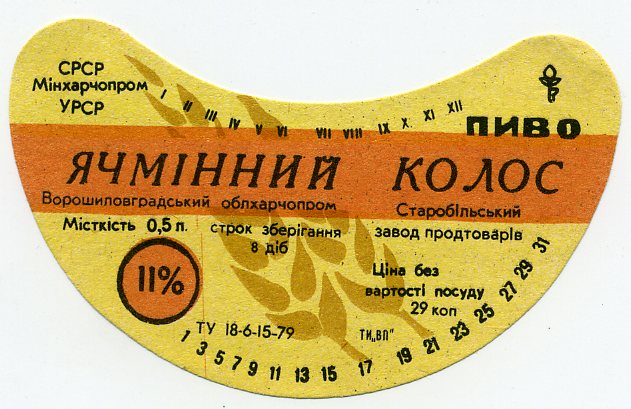 СРСР
Мінхарчопром
УРСР
I II III IV V VI VII VIII IX X XI XII
ПИВО
ЯЧМІННИЙ КОЛОС
Ворошиловградський облхарчопром
Старобільський
завод продтоварів
Місткість 0,5 л.
строк зберігання
8 діб
11%
Ціна без
вартості посуду
29 коп
ТУ 18-6-15-79
ТИ„ВП"
1 3 5 7 9 11 13 15 17 19 21 23 25 27 29 31